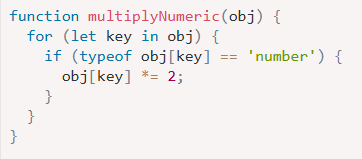 function multiplyNumeric(obj) {
  for (let key in obj) {
    if (typeof obj[key] == 'number') {
      obj[key] *= 2;
    }
  }
}